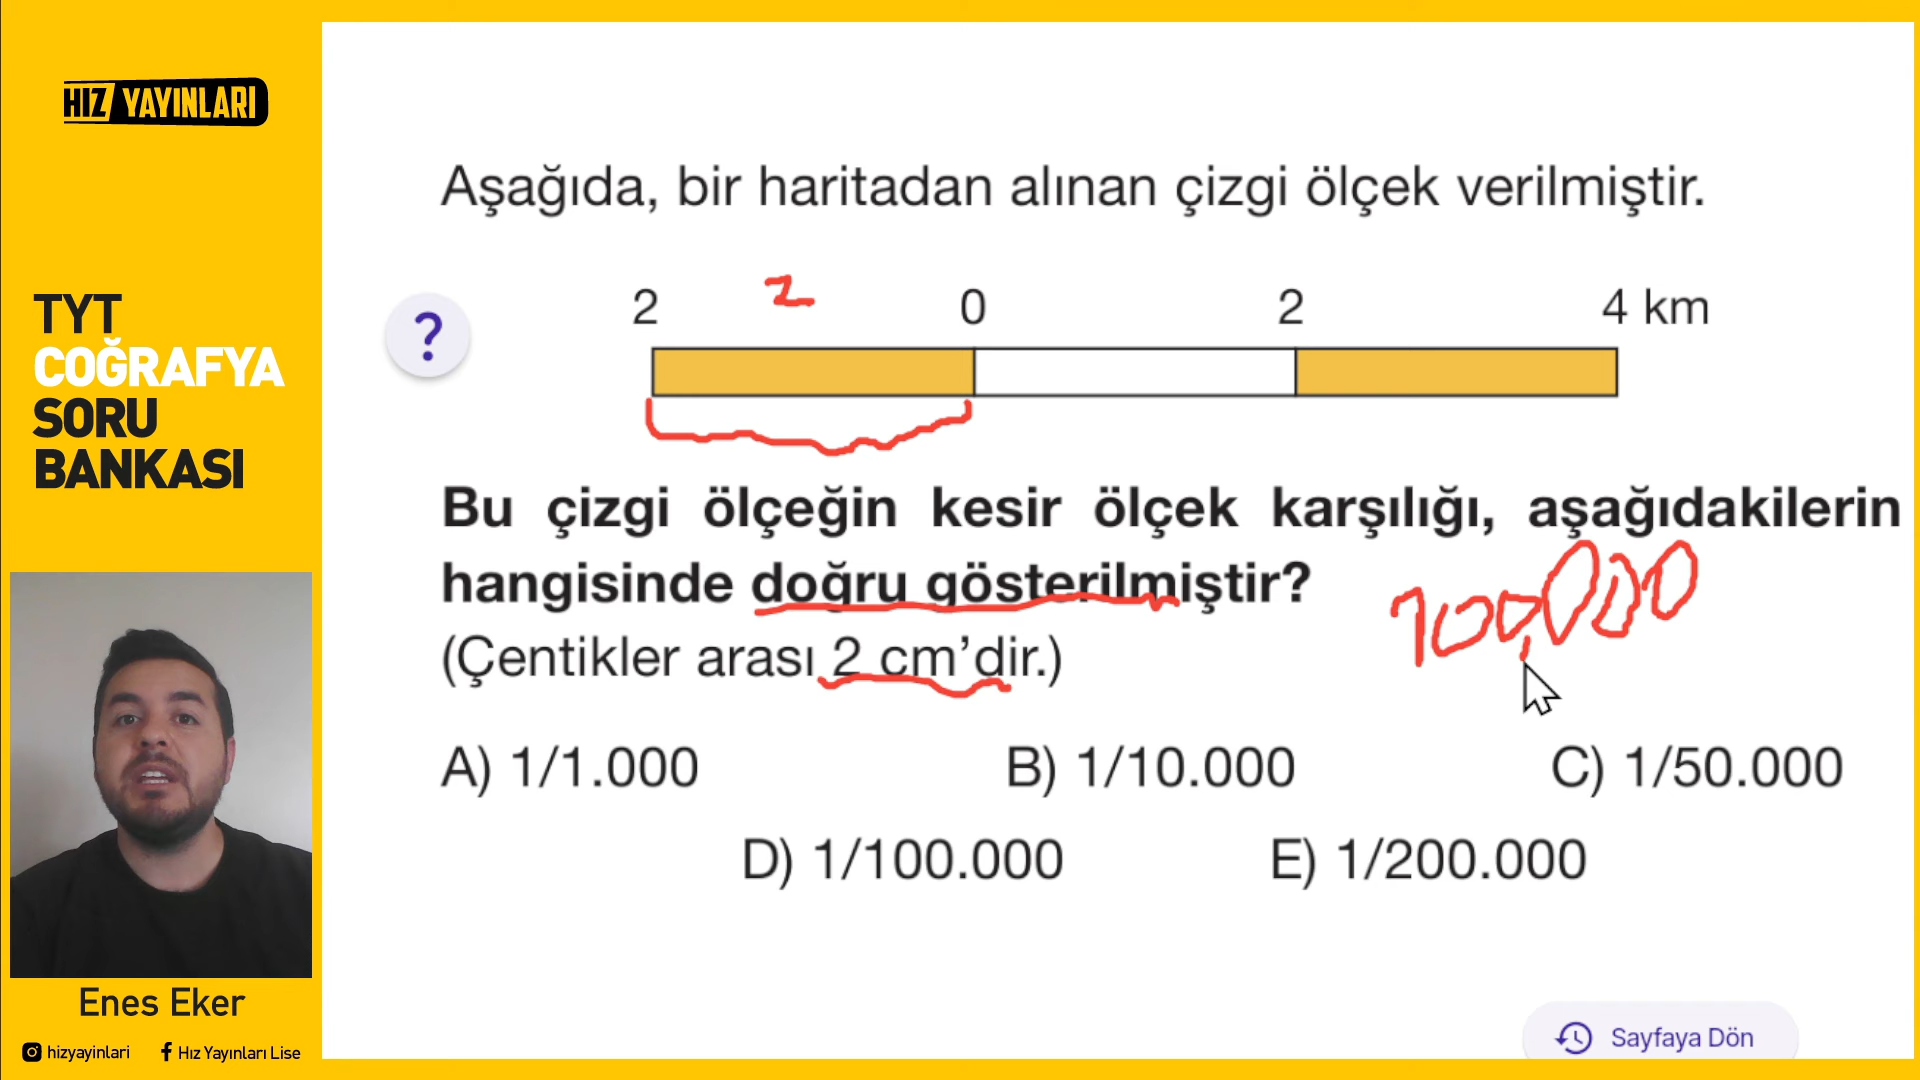 HIZ YAYINLARI
TYT
COĞRAFYA
SORU
BANKASI
Enes Eker
hizyayinlari
Hız Yayınları Lise
Aşağıda, bir haritadan alınan çizgi ölçek verilmiştir.
2
?
2 0 2 4 km
Bu çizgi ölçeğin kesir ölçek karşılığı, aşağıdakilerin
hangisinde doğru gösterilmiştir?
(Çentikler arası 2 cm’dir.)
A) 1/1.000 B) 1/10.000 C) 1/50.000
D) 1/100.000 E) 1/200.000
Sayfaya Dön